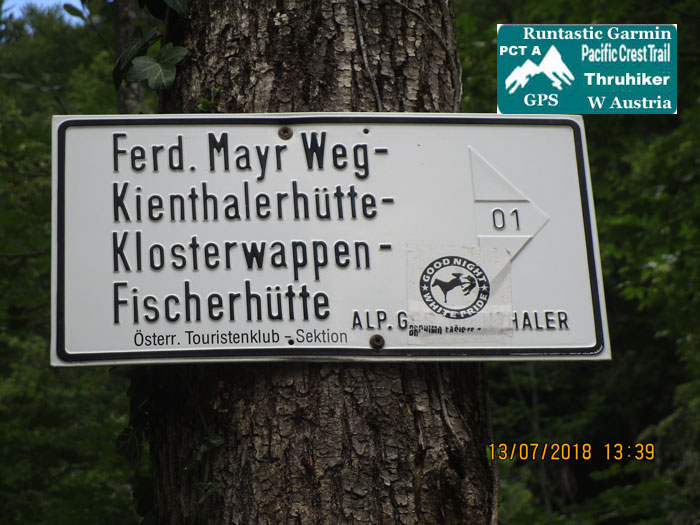 Runtastic Garmin
PCT A Pacific Crest Trail
Thruhiker
GPS W Austria
Ferd. Mayr Weg-
Kienthalerhütte-
01
Klosterwappen-
Fischerhütte
GOOD NIGHT
WHITE PRIDE
ALP.G THALER
Österr. Touristenklub - Sektion
13/07/2018 13:39